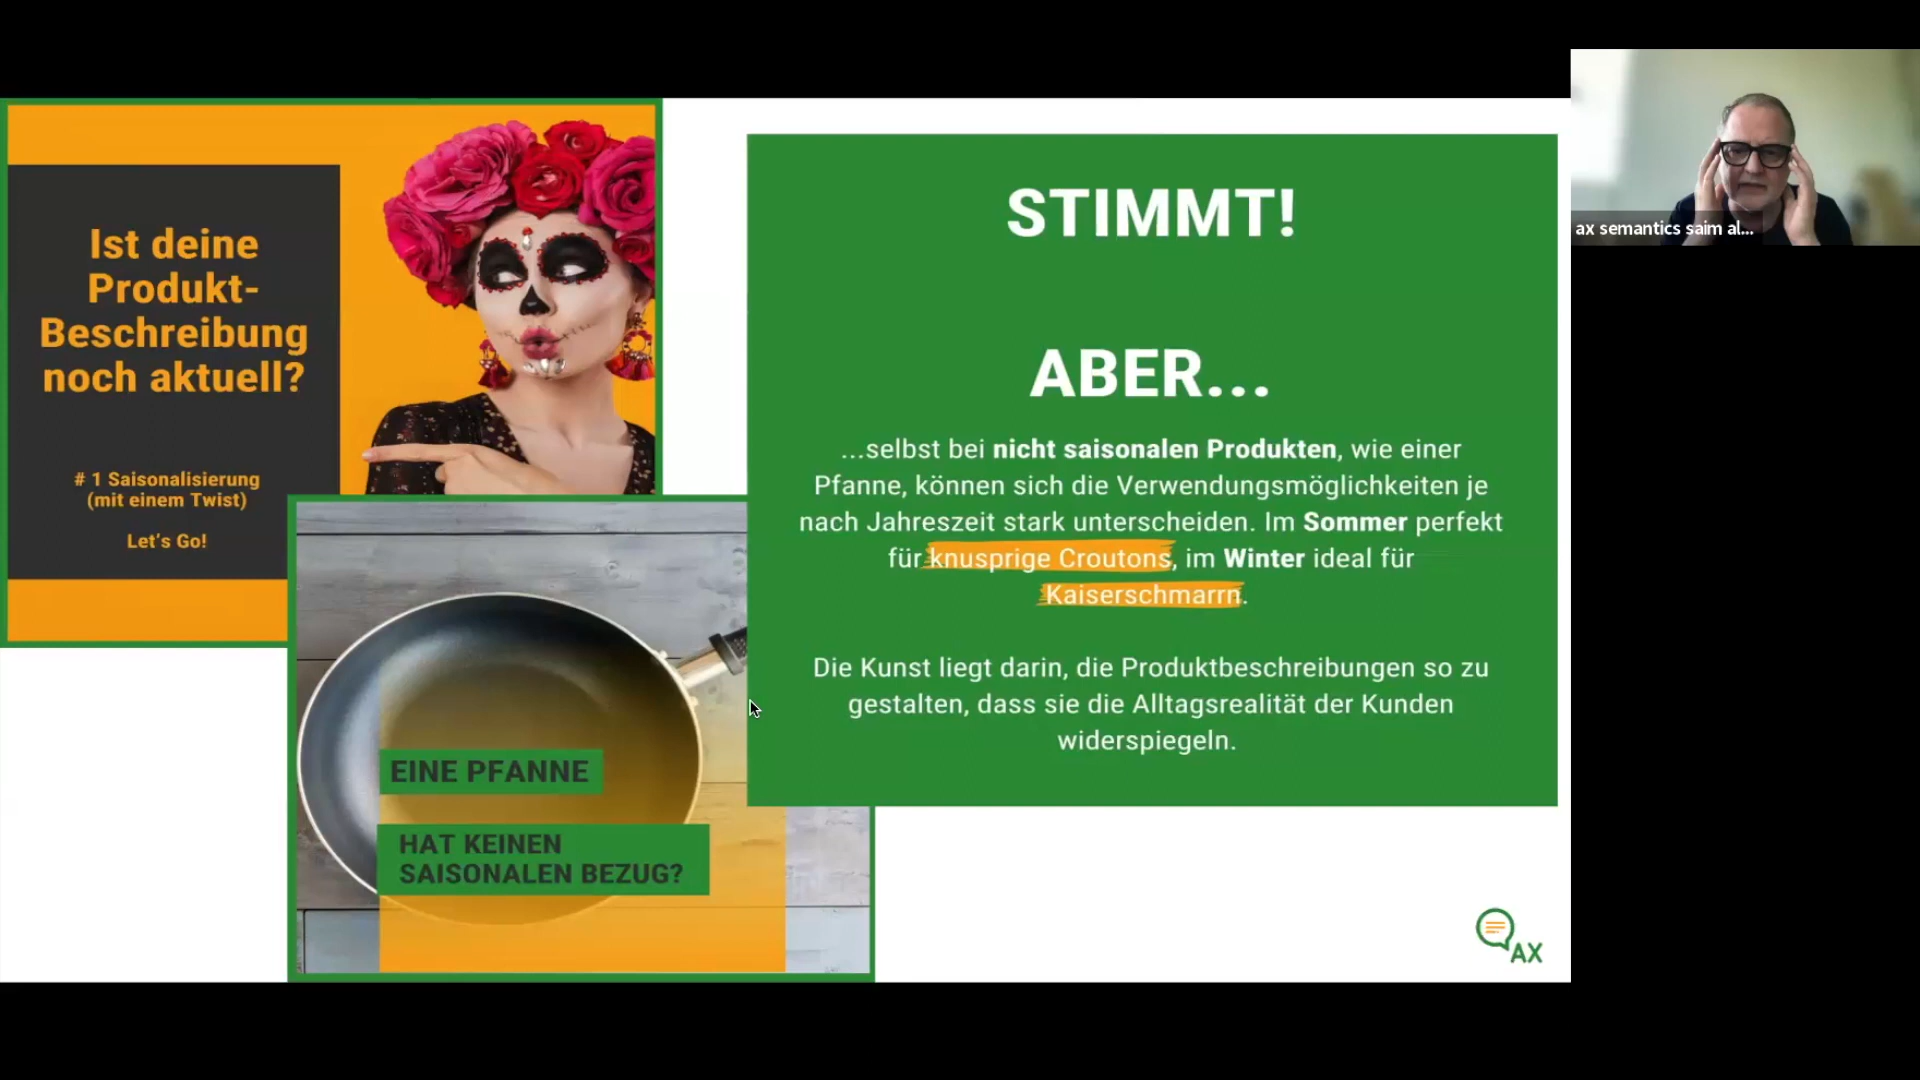 Ist deine
Produkt-
Beschreibung
noch aktuell?
# 1 Saisonalisierung
(mit einem Twist)
Let's Go!
EINE PFANNE
HAT KEINEN
SAISONALEN BEZUG?
STIMMT!
ABER...
...selbst bei nicht saisonalen Produkten, wie einer
Pfanne, können sich die Verwendungsmöglichkeiten je
nach Jahreszeit stark unterscheiden. Im Sommer perfekt
für knusprige Croutons, im Winter ideal für
Kaiserschmarrn.
Die Kunst liegt darin, die Produktbeschreibungen so zu
gestalten, dass sie die Alltagsrealität der Kunden
widerspiegeln.
AX
ax semantics saim al...